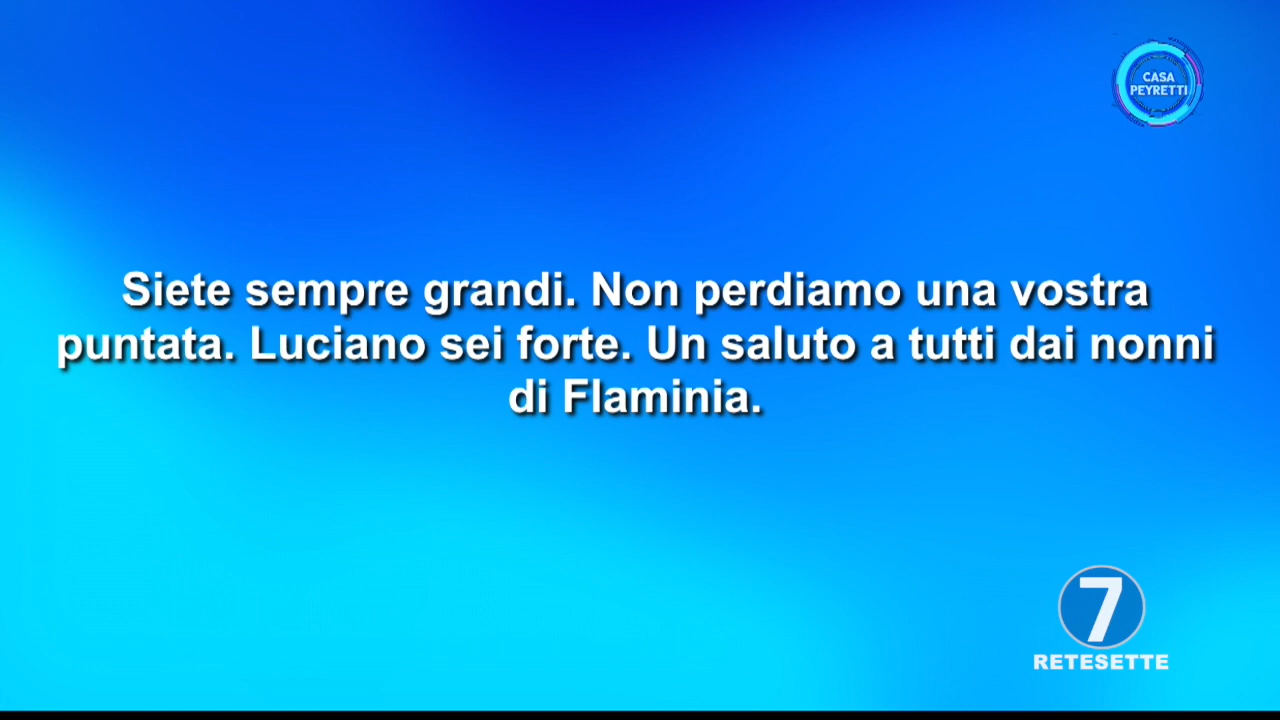 CASA
PEYRETTI
Siete sempre grandi. Non perdiamo una vostra
puntata. Luciano sei forte. Un saluto a tutti dai nonni
di Flaminia.
7
RETESETTE